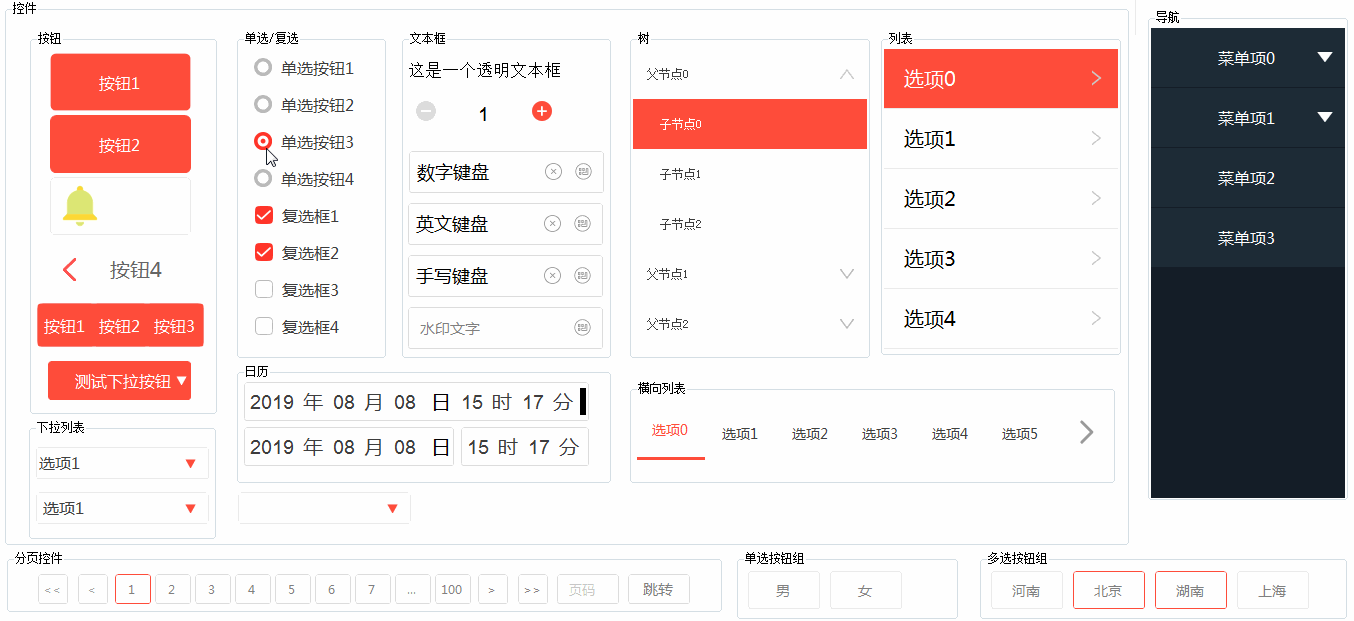 控件
按钮
按钮1
按钮2
按钮4
按钮1 按钮2 按钮3
测试下拉按钮
下拉列表
选项1
选项1
单选/复选
单选按钮1
单选按钮2
单选按钮3
单选按钮4
复选框1
复选框2
复选框3
复选框4
文本框
这是一个透明文本框
1
数字键盘
英文键盘
手写键盘
水印文字
日历
2019 年 08 月 08 日 15 时 17 分
2019 年 08 月 08 日 15 时 17 分
树
父节点0
子节点0
子节点1
子节点2
父节点1
父节点2
列表
选项0
选项1
选项2
选项3
选项4
横向列表
选项0 选项1 选项2 选项3 选项4 选项5
导航
菜单项0
菜单项1
菜单项2
菜单项3
分页控件
<< < 1 2 3 4 5 6 7 ... 100 > >> 页码 跳转
单选按钮组
男 女
多选按钮组
河南 北京 湖南 上海